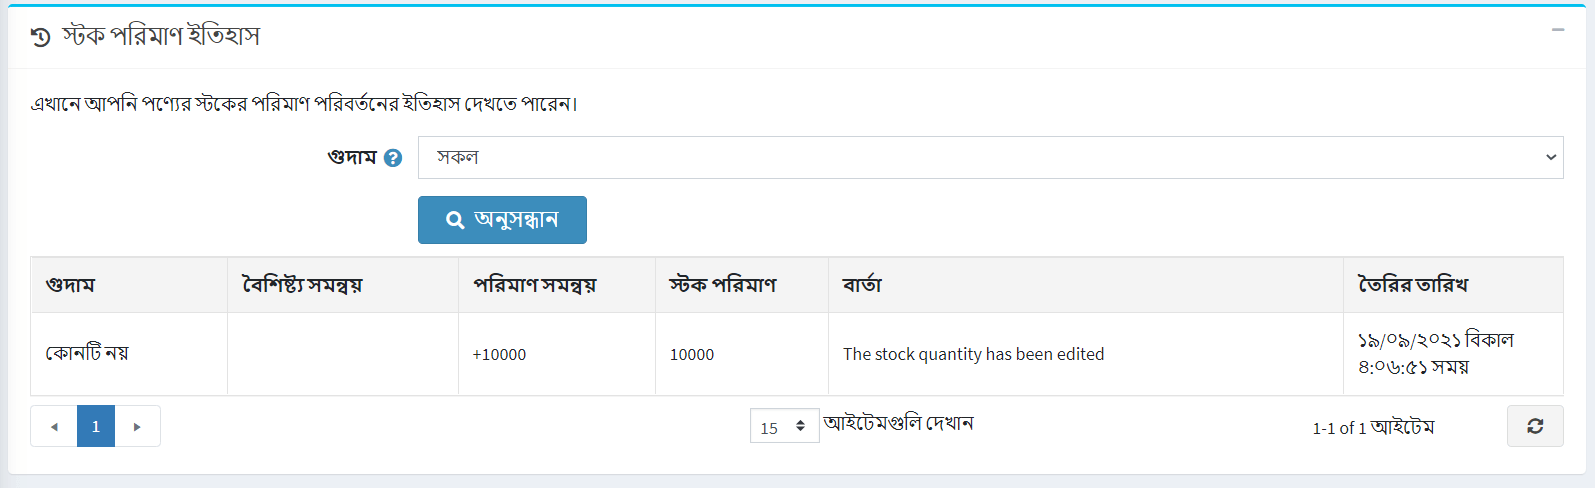 স্টক পরিমাণ ইতিহাস
এখানে আপনি পণ্যের স্টকের পরিমাণ পরিবর্তনের ইতিহাস দেখতে পারেন।
গুদাম ? সকল
অনুসন্ধান
গুদাম বৈশিষ্ট্য সমন্বয় পরিমাণ সমন্বয় স্টক পরিমাণ বার্তা তৈরির তারিখ
কোনটি নয় +10000 10000 The stock quantity has been edited ১৯/০৯/২০২১ বিকাল
৪:০৬:৫১ সময়
1 15 আইটেমগুলি দেখান 1-1 of 1 আইটেম